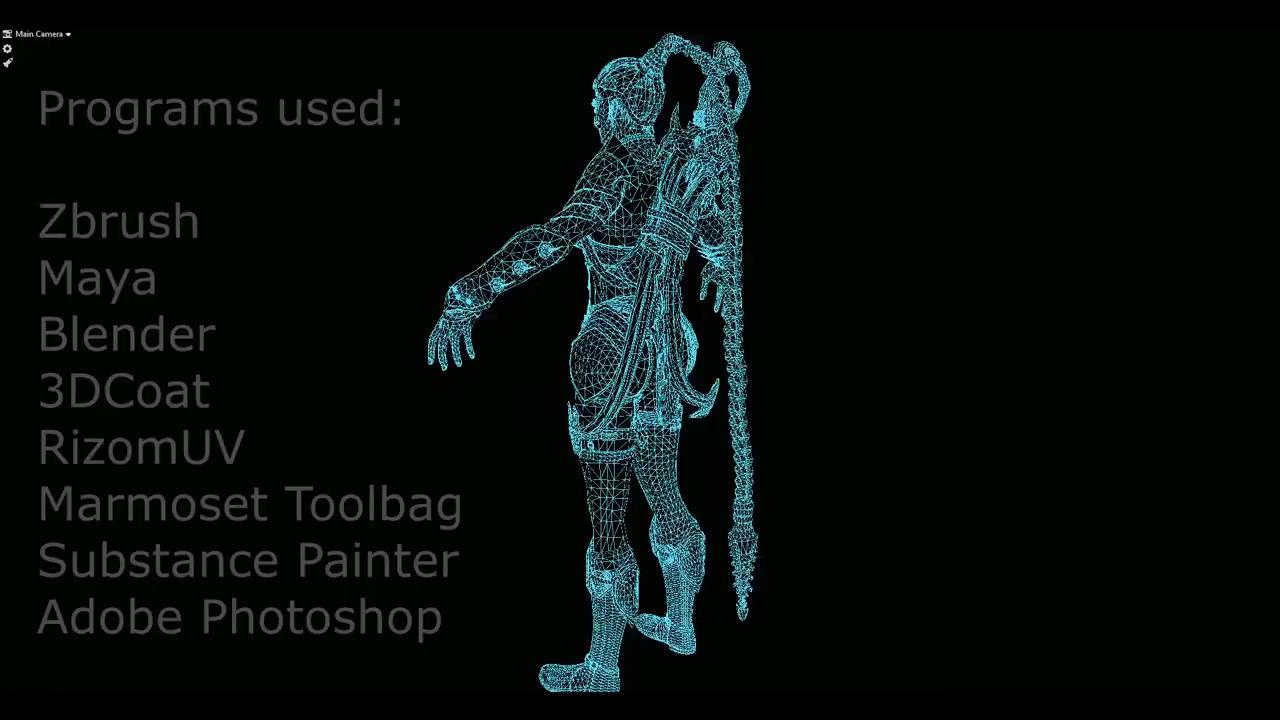 Main Camera
Programs used:
Zbrush
Maya
Blender
3DCoat
RizomUV
Marmoset Toolbag
Substance Painter
Adobe Photoshop